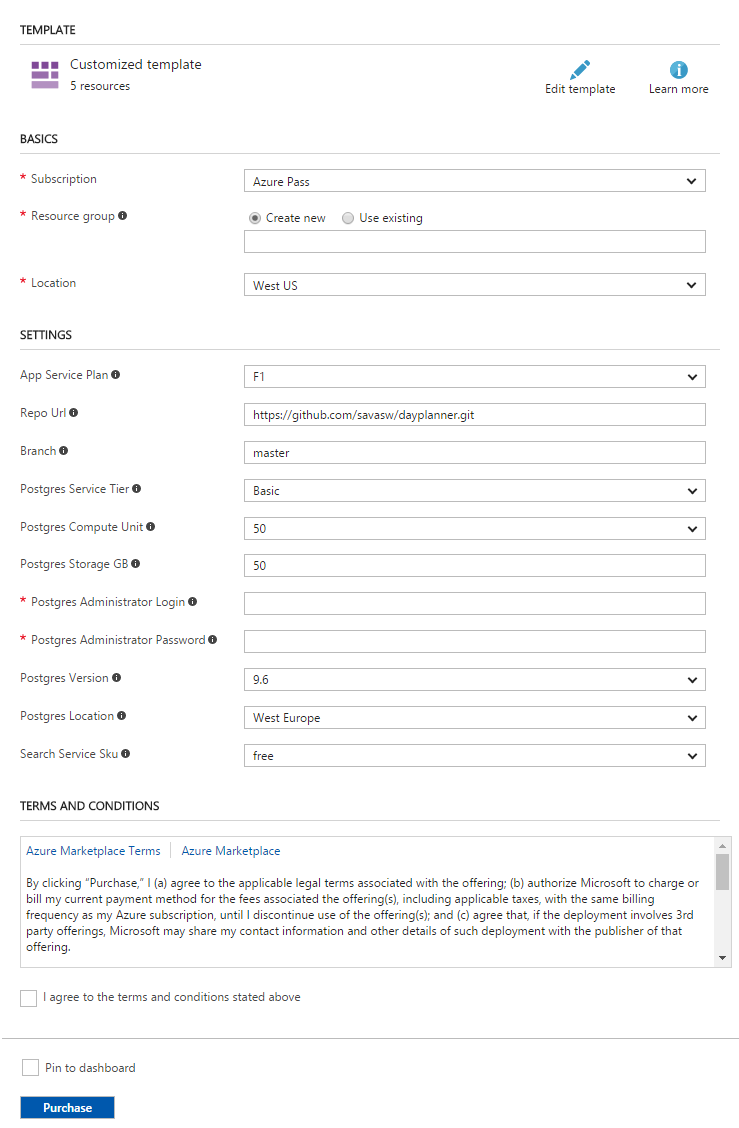 TEMPLATE
Customized template
5 resources
Edit template
Learn more
BASICS
* Subscription
Azure Pass
* Resource group
Create new
Use existing
* Location
West US
SETTINGS
App Service Plan
F1
Repo Url
https://github.com/savasw/dayplanner.git
Branch
master
Postgres Service Tier
Basic
Postgres Compute Unit
50
Postgres Storage GB
50
* Postgres Administrator Login
* Postgres Administrator Password
Postgres Version
9.6
Postgres Location
West Europe
Search Service Sku
free
TERMS AND CONDITIONS
Azure Marketplace Terms | Azure Marketplace
By clicking “Purchase,” I (a) agree to the applicable legal terms associated with the offering; (b) authorize Microsoft to charge or
bill my current payment method for the fees associated the offering(s), including applicable taxes, with the same billing
frequency as my Azure subscription, until I discontinue use of the offering(s); and (c) agree that, if the deployment involves 3rd
party offerings, Microsoft may share my contact information and other details of such deployment with the publisher of that
offering.
I agree to the terms and conditions stated above
Pin to dashboard
Purchase